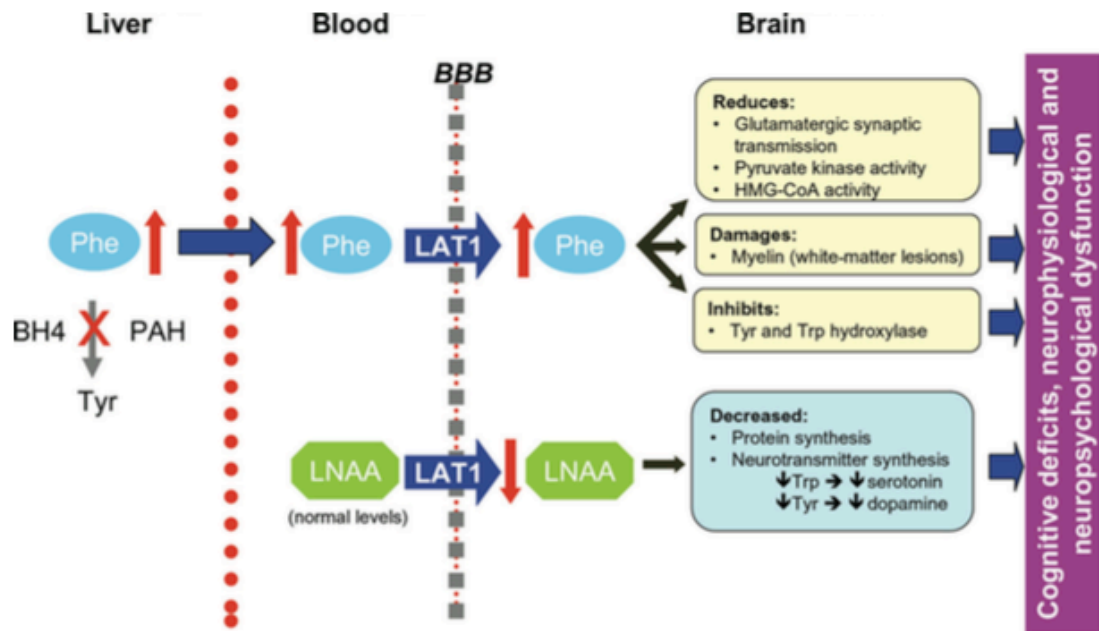 Liver
Blood
Brain
BBB
Reduces:
• Glutamatergic synaptic
transmission
• Pyruvate kinase activity
• HMG-CoA activity
Phe
Phe
LAT1
Phe
Damages:
• Myelin (white-matter lesions)
BH4
X
PAH
Tyr
Inhibits:
• Tyr and Trp hydroxylase
LNAA
(normal levels)
LAT1
LNAA
Decreased:
• Protein synthesis
• Neurotransmitter synthesis
↓Trp → ↓ serotonin
↓Tyr → ↓ dopamine
Cognitive deficits, neurophysiological and
neuropsychological dysfunction